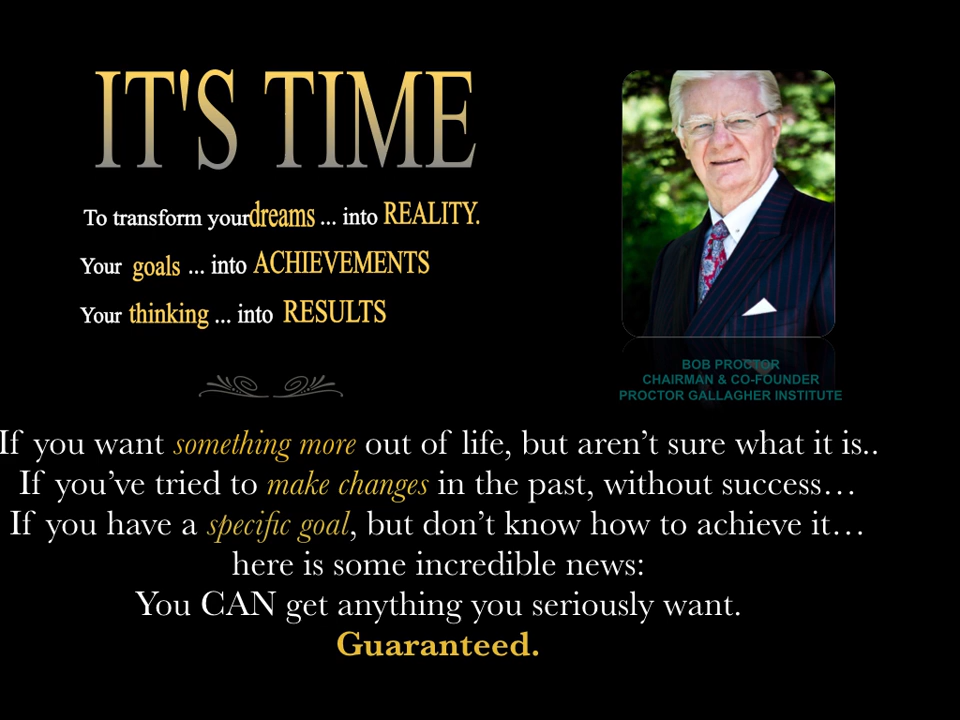 IT'S TIME
To transform your dreams ... into REALITY.
Your goals ... into ACHIEVEMENTS
Your thinking ... into RESULTS
BOB PROCTOR
CHAIRMAN & CO-FOUNDER
PROCTOR GALLAGHER INSTITUTE
If you want something more out of life, but aren’t sure what it is..
If you’ve tried to make changes in the past, without success…
If you have a specific goal, but don’t know how to achieve it…
here is some incredible news:
You CAN get anything you seriously want.
Guaranteed.